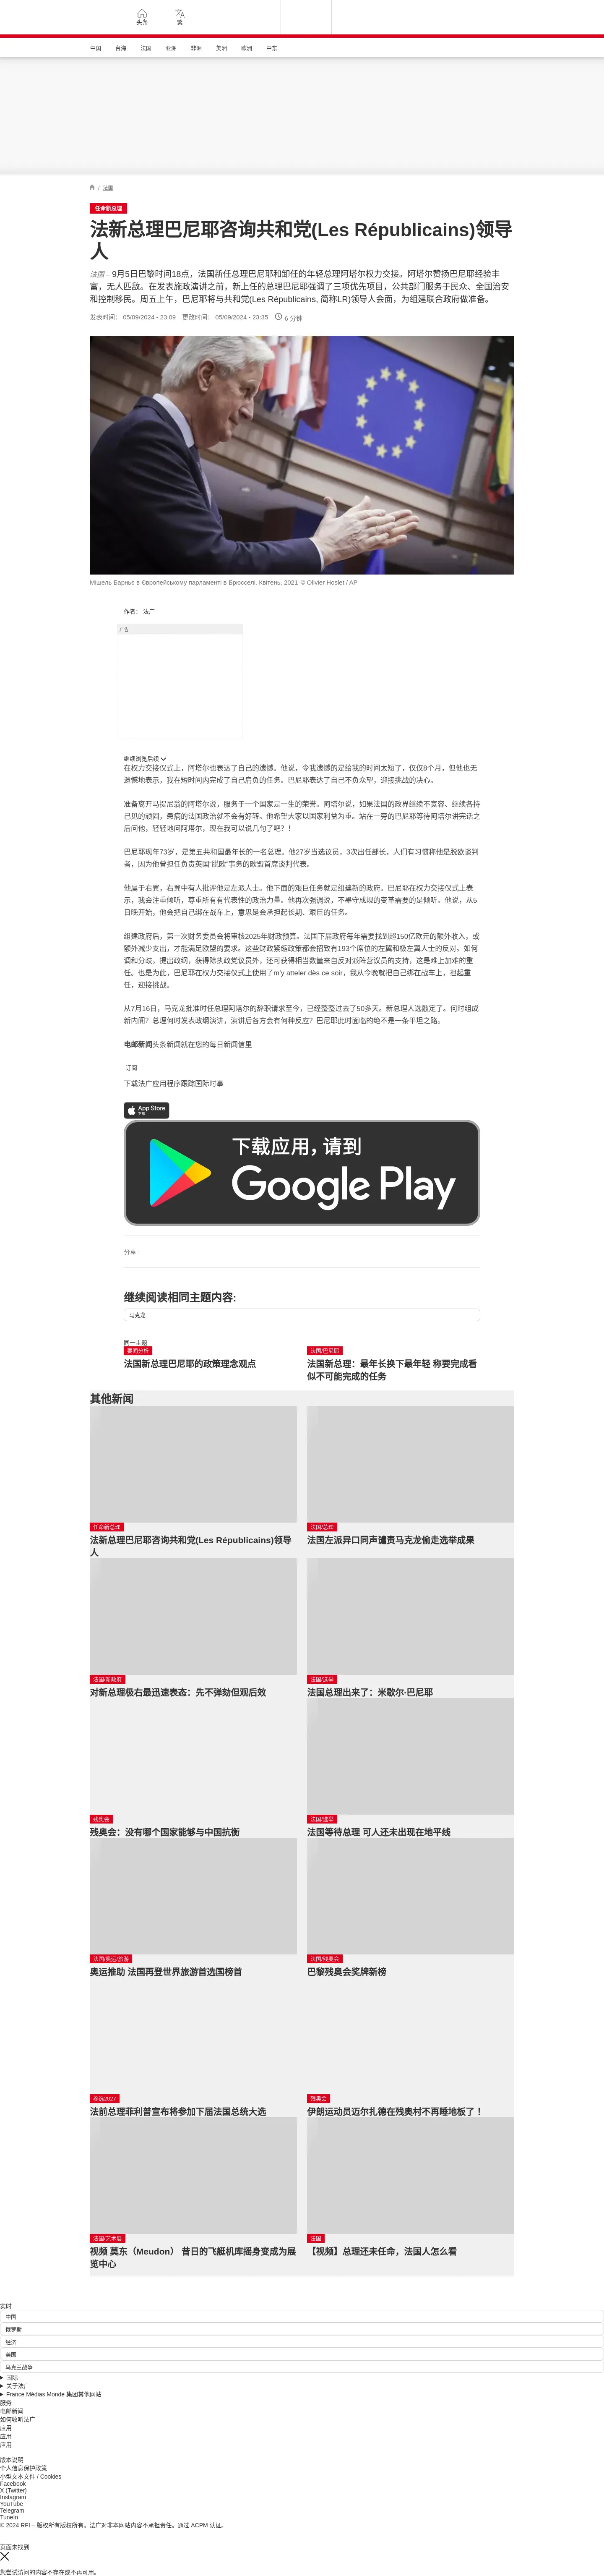 头条
繁
中国
台海
法国
亚洲
非洲
美洲
欧洲
中东
/ 法国
任命新总理
法新总理巴尼耶咨询共和党(Les Républicains)领导
人
法国 – 9月5日巴黎时间18点，法国新任总理巴尼耶和卸任的年轻总理阿塔尔权力交接。阿塔尔赞扬巴尼耶经验丰
富，无人匹敌。在发表施政演讲之前，新上任的总理巴尼耶强调了三项优先项目，公共部门服务于民众、全国治安
和控制移民。周五上午，巴尼耶将与共和党(Les Républicains, 简称LR)领导人会面，为组建联合政府做准备。
发表时间： 05/09/2024 - 23:09 更改时间： 05/09/2024 - 23:35 6 分钟
Мішель Барньє в Європейському парламенті в Брюсселі. Квітень, 2021 © Olivier Hoslet / AP
作者： 法广
广告
继续浏览后续
在权力交接仪式上，阿塔尔也表达了自己的遗憾。他说，令我遗憾的是给我的时间太短了，仅仅8个月，但他也无
遗憾地表示，我在短时间内完成了自己肩负的任务。巴尼耶表达了自己不负众望，迎接挑战的决心。
准备离开马提尼翁的阿塔尔说，服务于一个国家是一生的荣誉。阿塔尔说，如果法国的政界继续不宽容、继续各持
己见的顽固，患病的法国政治就不会有好转。他希望大家以国家利益为重。站在一旁的巴尼耶等待阿塔尔讲完话之
后问他，轻轻地问阿塔尔，现在我可以说几句了吧？！
巴尼耶现年73岁，是第五共和国最年长的一名总理。他27岁当选议员，3次出任部长，人们有习惯称他是脱欧谈判
者，因为他曾担任负责英国“脱欧”事务的欧盟首席谈判代表。
他属于右翼，右翼中有人批评他是左派人士。他下面的艰巨任务就是组建新的政府。巴尼耶在权力交接仪式上表
示，我会注重倾听，尊重所有有代表性的政治力量。他再次强调说，不墨守成规的变革需要的是倾听。他说，从5
日晚开始，他会把自己绑在战车上，意思是会承担起长期、艰巨的任务。
组建政府后，第一次财务委员会将审核2025年财政预算。法国下届政府每年需要找到超150亿欧元的额外收入，或
额外减少支出，才能满足欧盟的要求。这些财政紧缩政策都会招致有193个席位的左翼和极左翼人士的反对。如何
调和分歧，提出政纲，获得除执政党议员外，还可获得相当数量来自反对派阵营议员的支持，这是难上加难的重
任。也是为此，巴尼耶在权力交接仪式上使用了m'y atteler dès ce soir，我从今晚就把自己绑在战车上，担起重
任，迎接挑战。
从7月16日，马克龙批准时任总理阿塔尔的辞职请求至今，已经整整过去了50多天。新总理人选敲定了。何时组成
新内阁？总理何时发表政纲演讲，演讲后各方会有何种反应？巴尼耶此时面临的绝不是一条平坦之路。
电邮新闻头条新闻就在您的每日新闻信里
订阅
下载法广应用程序跟踪国际时事
App Store
下载
下载应用，请到
Google Play
分享 :
继续阅读相同主题内容:
马克龙
同一主题
要闻分析
法国新总理巴尼耶的政策理念观点
法国/巴尼耶
法国新总理：最年长换下最年轻 称要完成看
似不可能完成的任务
其他新闻
任命新总理
法新总理巴尼耶咨询共和党(Les Républicains)领导
人
法国/总理
法国左派异口同声谴责马克龙偷走选举成果
法国/新政府
对新总理极右最迅速表态：先不弹劾但观后效
法国/选举
法国总理出来了：米歇尔·巴尼耶
残奥会
残奥会：没有哪个国家能够与中国抗衡
法国/选举
法国等待总理 可人还未出现在地平线
法国/奥运/旅游
奥运推助 法国再登世界旅游首选国榜首
法国/残奥会
巴黎残奥会奖牌新榜
参选2027
法前总理菲利普宣布将参加下届法国总统大选
残奥会
伊朗运动员迈尔扎德在残奥村不再睡地板了 ！
法国/艺术展
视频 莫东（Meudon） 昔日的飞艇机库摇身变成为展
览中心
法国
【视频】总理还未任命，法国人怎么看
实时
中国
俄罗斯
经济
美国
乌克兰战争
国际
关于法广
France Médias Monde 集团其他网站
服务
电邮新闻
如何收听法广
应用
应用
应用
版本说明
个人信息保护政策
小型文本文件 / Cookies
Facebook
X (Twitter)
Instagram
YouTube
Telegram
TuneIn
© 2024 RFI – 版权所有版权所有。法广对非本网站内容不承担责任。通过 ACPM 认证。
页面未找到
您尝试访问的内容不存在或不再可用。